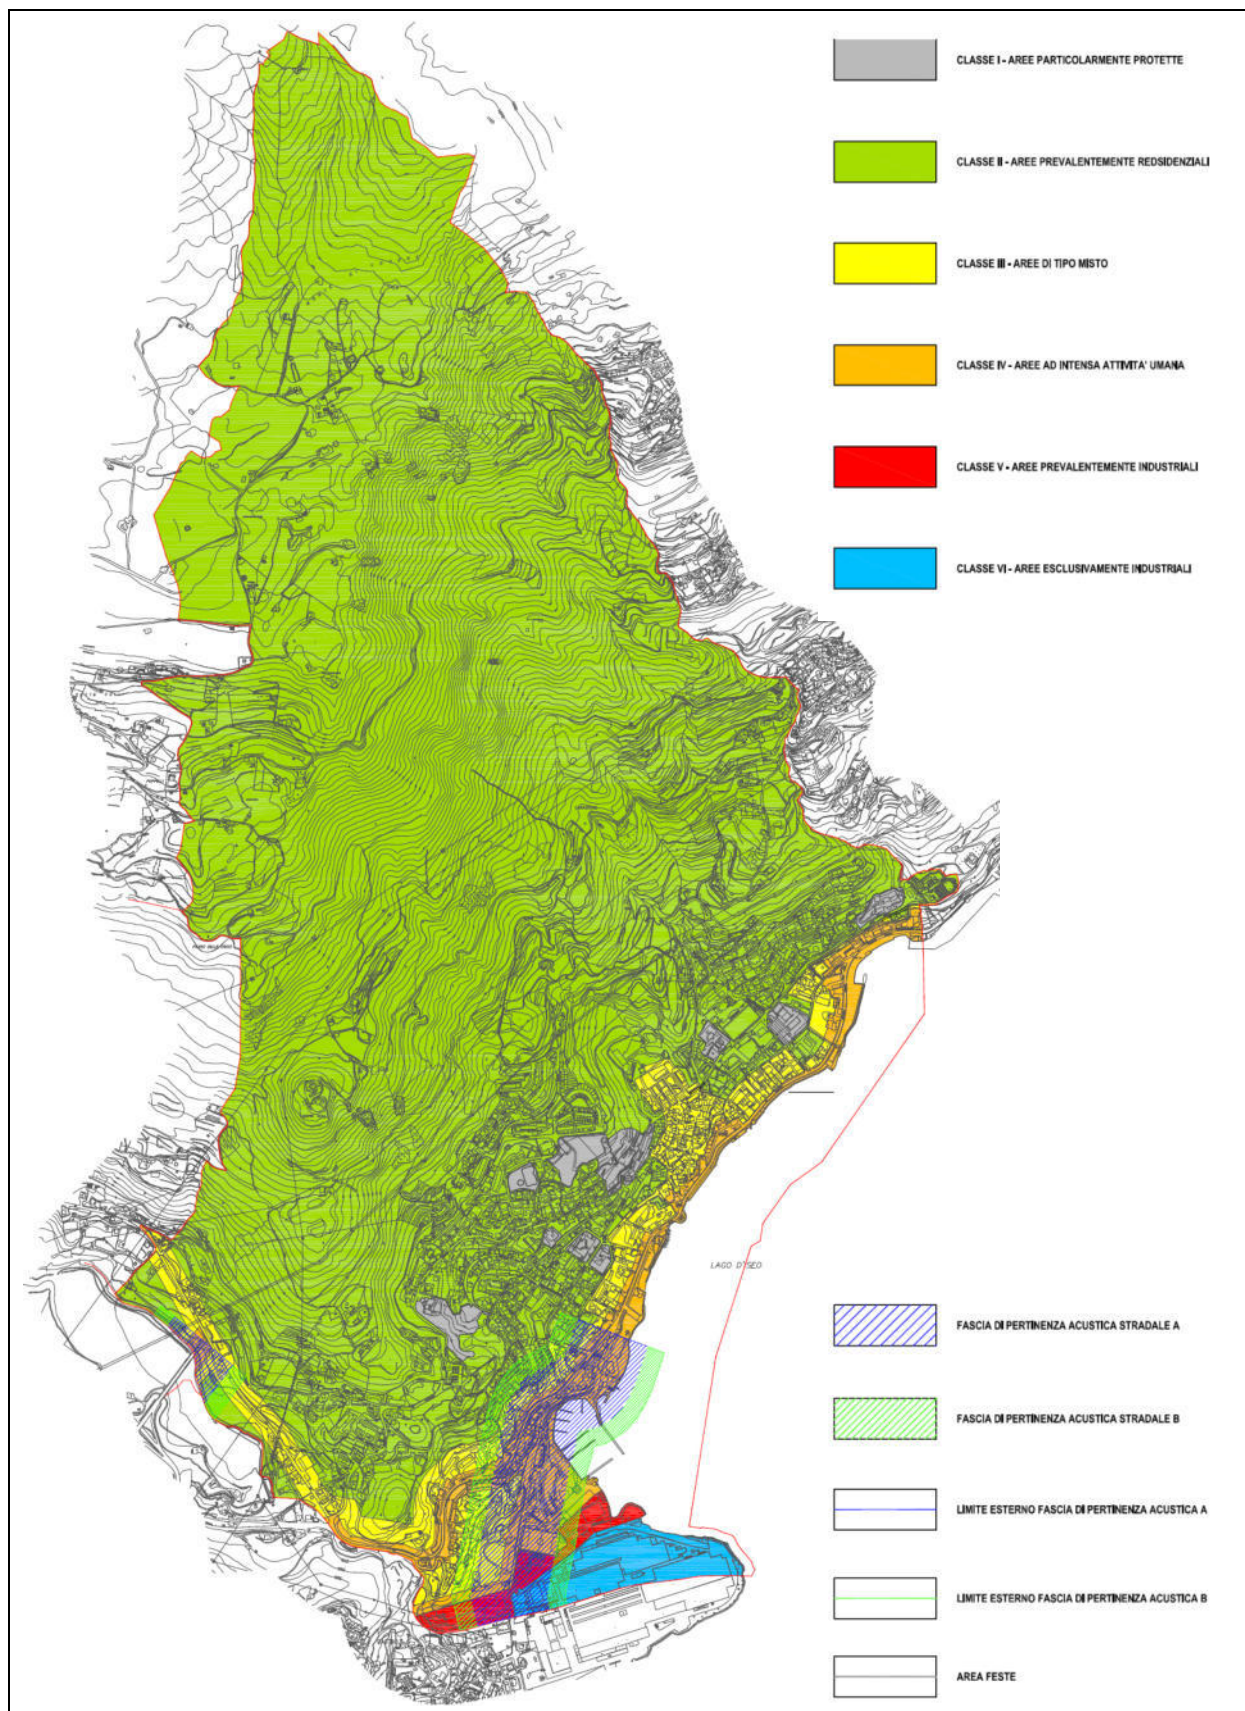 CLASSE I - AREE PARTICOLARMENTE PROTETTE
CLASSE II - AREE PREVALENTEMENTE REDSIDENZIALI
CLASSE III - AREE DI TIPO MISTO
CLASSE IV - AREE AD INTENSA ATTIVITA' UMANA
CLASSE V - AREE PREVALENTEMENTE INDUSTRIALI
CLASSE VI - AREE ESCLUSIVAMENTE INDUSTRIALI
LAGO D'ISEO
FASCIA DI PERTINENZA ACUSTICA STRADALE A
FASCIA DI PERTINENZA ACUSTICA STRADALE B
LIMITE ESTERNO FASCIA DI PERTINENZA ACUSTICA A
LIMITE ESTERNO FASCIA DI PERTINENZA ACUSTICA B
AREA FESTE